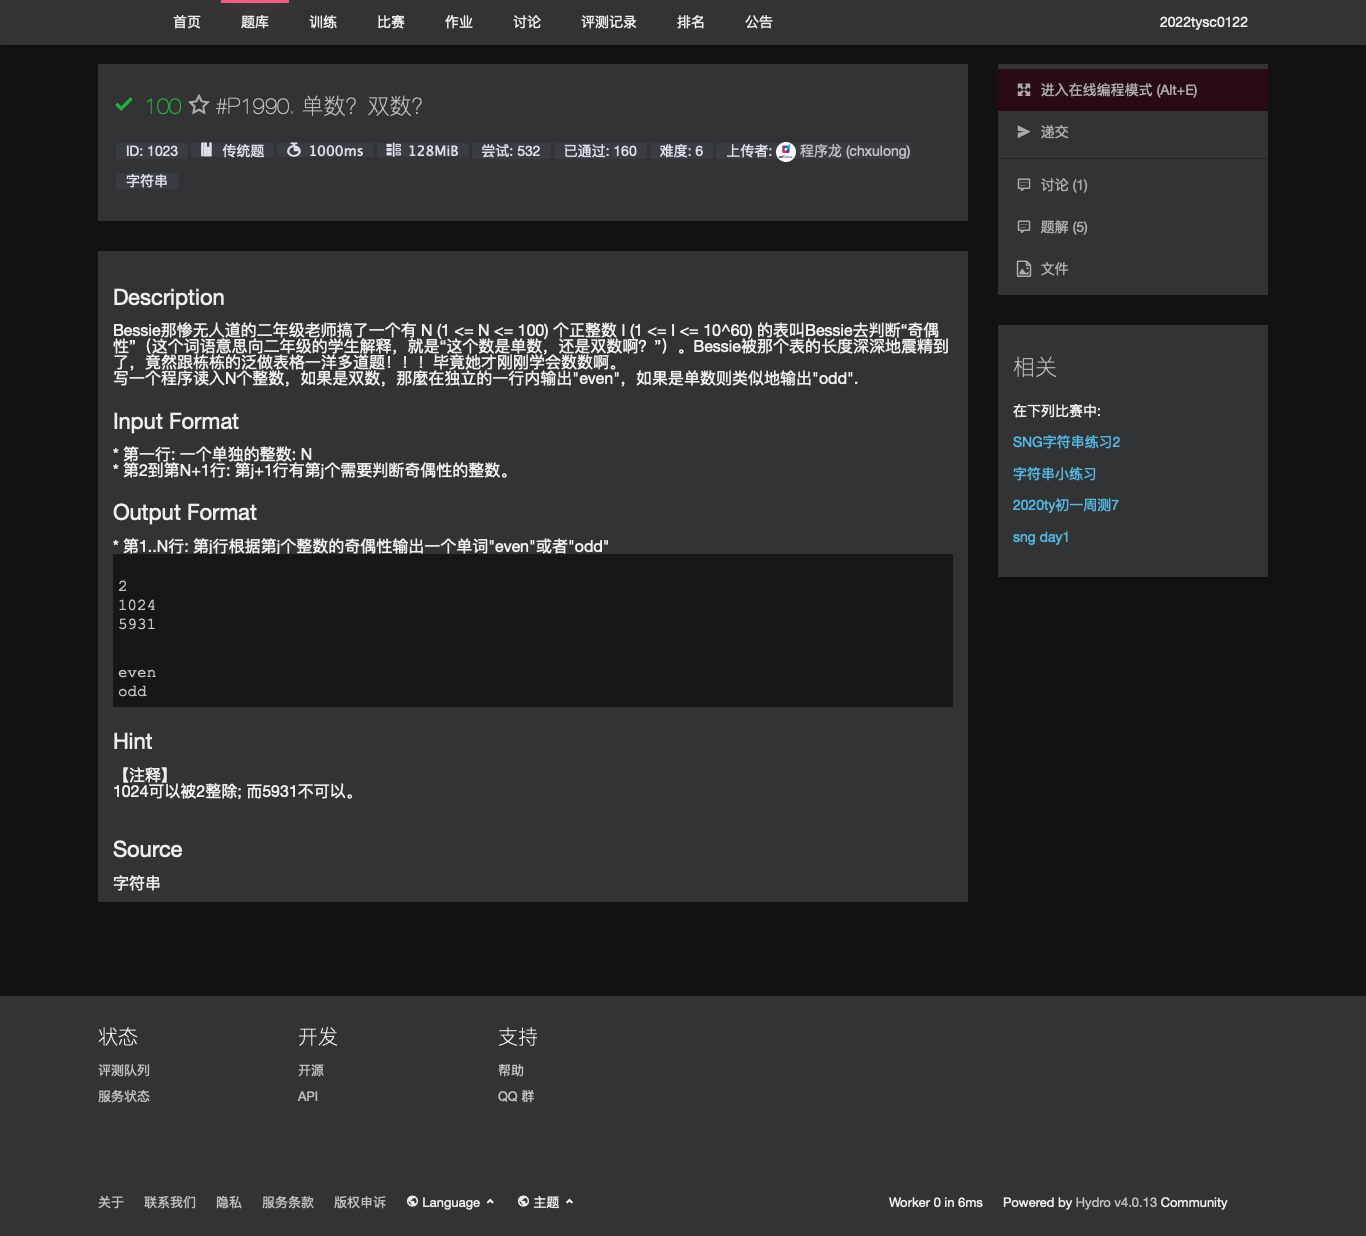 首页 题库 训练 比赛 作业 讨论 评测记录 排名 公告 2022tysc0122
100 #P1990. 单数？双数？
ID: 1023 传统题 1000ms 128MiB 尝试: 532 已通过: 160 难度: 6 上传者: 程序龙 (chxulong)
字符串
Description
Bessie那惨无人道的二年级老师搞了一个有 N (1 <= N <= 100) 个正整数 I (1 <= I <= 10^60) 的表叫Bessie去判断“奇偶
性”（这个词语意思向二年级的学生解释，就是“这个数是单数，还是双数啊？”）。Bessie被那个表的长度深深地震精到
了，竟然跟栋栋的泛做表格一洋多道题！！！毕竟她才刚刚学会数数啊。
写一个程序读入N个整数，如果是双数，那麼在独立的一行内输出"even"，如果是单数则类似地输出"odd".
Input Format
* 第一行: 一个单独的整数: N
* 第2到第N+1行: 第j+1行有第j个需要判断奇偶性的整数。
Output Format
* 第1..N行: 第j行根据第j个整数的奇偶性输出一个单词"even"或者"odd"
2
1024
5931
even
odd
Hint
【注释】
1024可以被2整除; 而5931不可以。
Source
字符串
进入在线编程模式 (Alt+E)
递交
讨论 (1)
题解 (5)
文件
相关
在下列比赛中:
SNG字符串练习2
字符串小练习
2020ty初一周测7
sng day1
状态 开发 支持
评测队列 开源 帮助
服务状态 API QQ 群
关于 联系我们 隐私 服务条款 版权申诉 Language 主题 Worker 0 in 6ms Powered by Hydro v4.0.13 Community